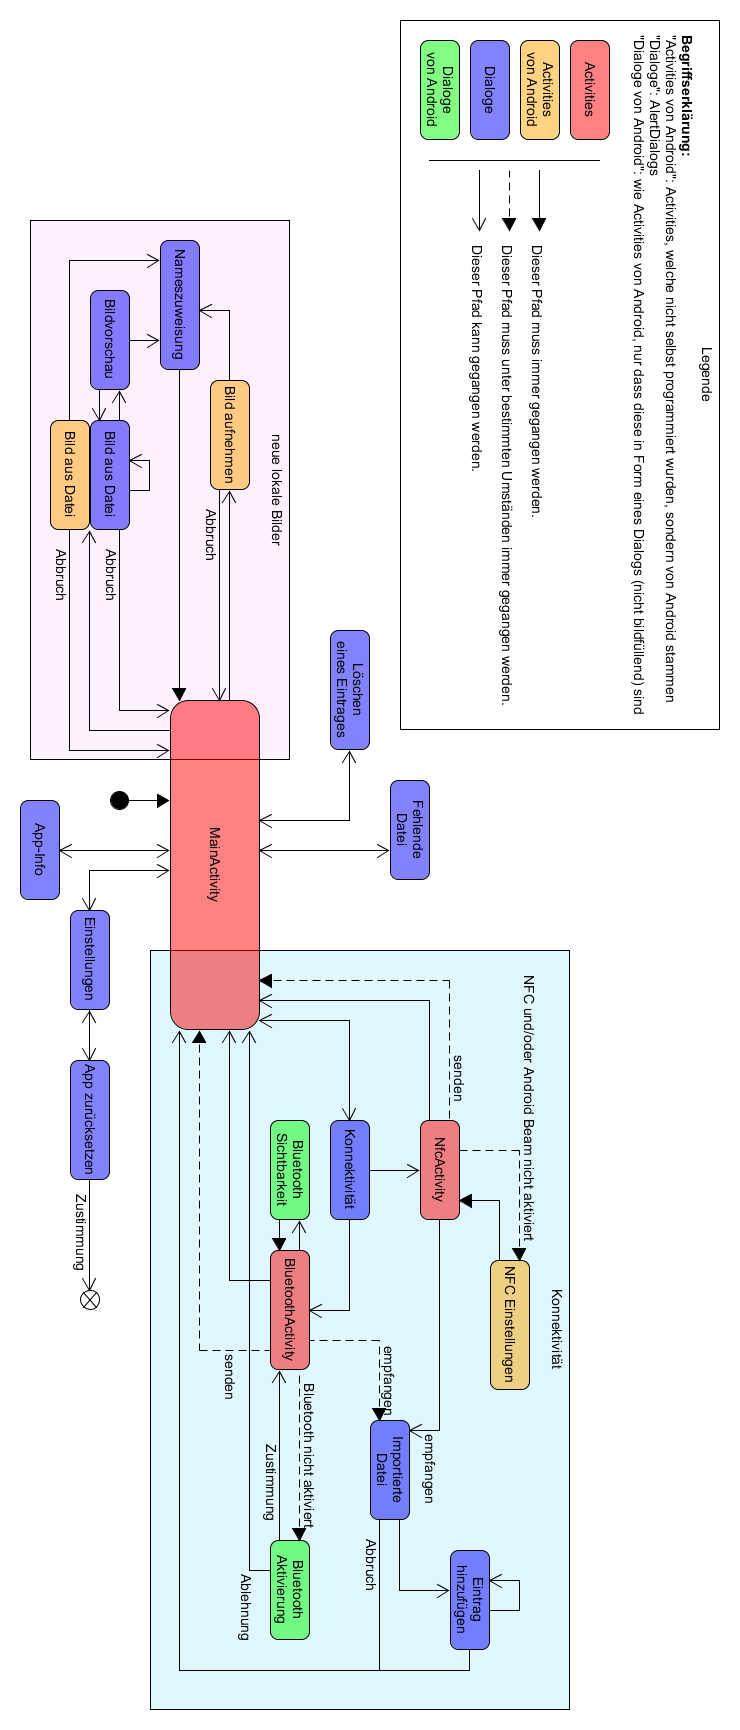 Legende
Begriffserklärung:
"Activities von Android": Activities, welche nicht selbst programmiert wurden, sondern von Android stammen
"Dialoge": AlertDialogs
"Dialoge von Android": wie Activities von Android, nur dass diese in Form eines Dialogs (nicht bildfüllend) sind
Activities
Activities
von Android
Dialoge
Dialoge
von Android
Dieser Pfad muss immer gegangen werden.
Dieser Pfad muss unter bestimmten Umständen immer gegangen werden.
Dieser Pfad kann gegangen werden.
neue lokale Bilder
Nameszuweisung
Bildvorschau
Bild aufnehmen
Bild aus Datei
Bild aus Datei
Abbruch
Abbruch
Abbruch
Löschen
eines Eintrages
Fehlende
Datei
MainActivity
App-Info
Einstellungen
App zurücksetzen
Zustimmung
Konnektivität
NFC und/oder Android Beam nicht aktiviert
senden
NfcActivity
NFC Einstellungen
Konnektivität
Bluetooth
Sichtbarkeit
BluetoothActivity
empfangen
empfangen
senden
Bluetooth nicht aktiviert
Zustimmung
Importierte
Datei
Abbruch
Bluetooth
Aktivierung
Ablehnung
Eintrag
hinzufügen